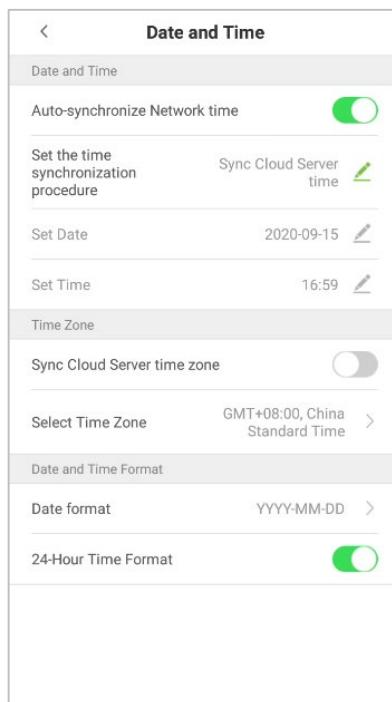 Date and Time
Date and Time
Auto-synchronize Network time
Set the time
synchronization
procedure
Sync Cloud Server
time
Set Date
2020-09-15
Set Time
16:59
Time Zone
Sync Cloud Server time zone
Select Time Zone
GMT+08:00, China
Standard Time
Date and Time Format
Date format
YYYY-MM-DD
24-Hour Time Format